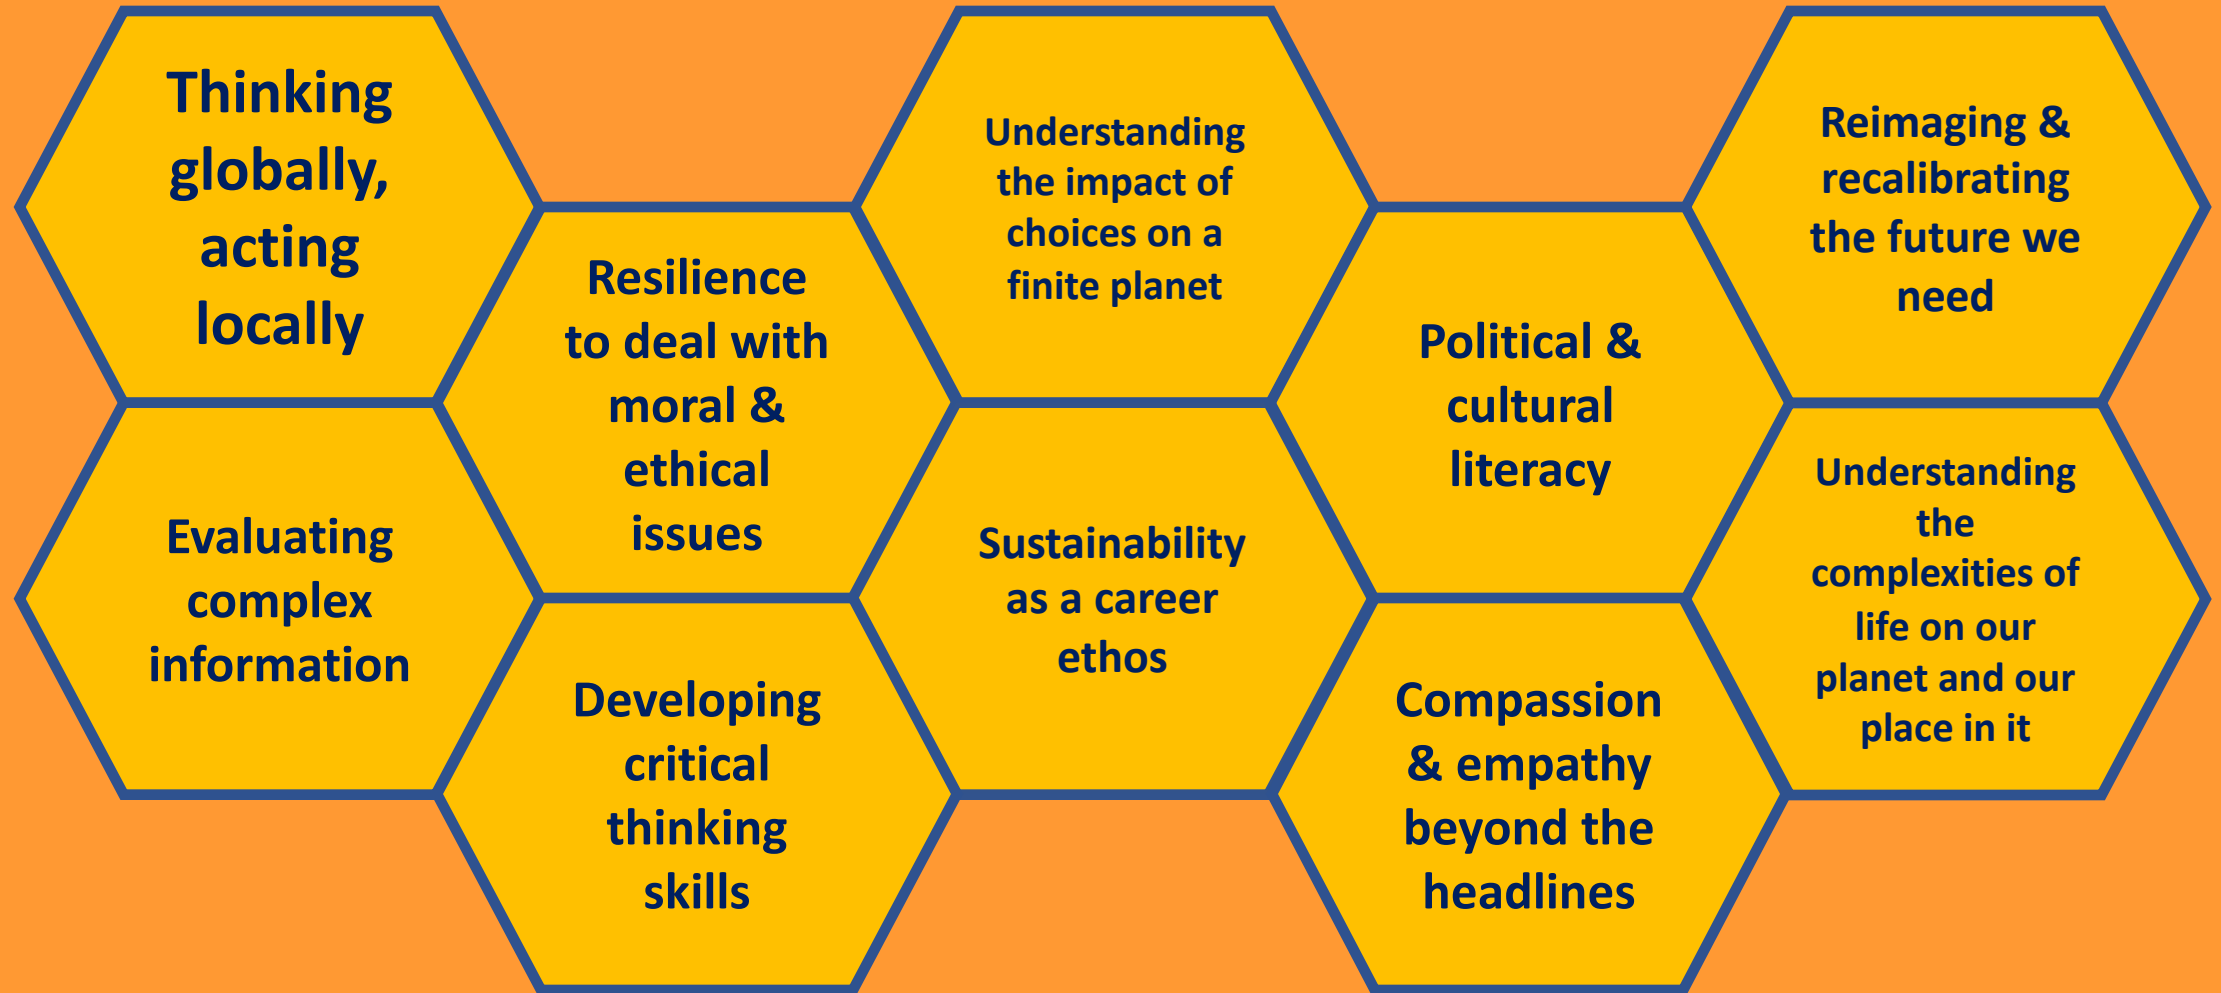 Thinking
globally,
acting
locally
Evaluating
complex
information
Resilience
to deal with
moral &
ethical
issues
Developing
critical
thinking
skills
Understanding
the impact of
choices on a
finite planet
Sustainability
as a career
ethos
Political &
cultural
literacy
Compassion
& empathy
beyond the
headlines
Reimaging &
recalibrating
the future we
need
Understanding
the
complexities of
life on our
planet and our
place in it